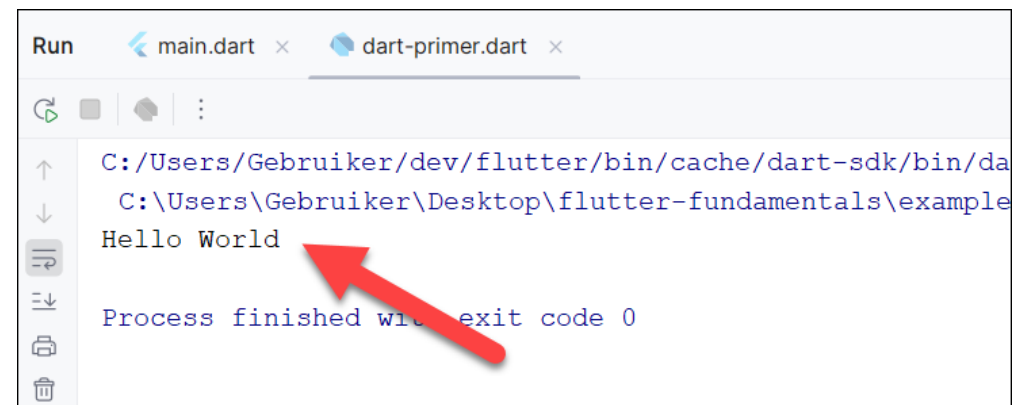 Run main.dart dart-primer.dart
C:/Users/Gebruiker/dev/flutter/bin/cache/dart-sdk/bin/da
C:\Users\Gebruiker\Desktop\flutter-fundamentals\example
Hello World
Process finished with exit code 0